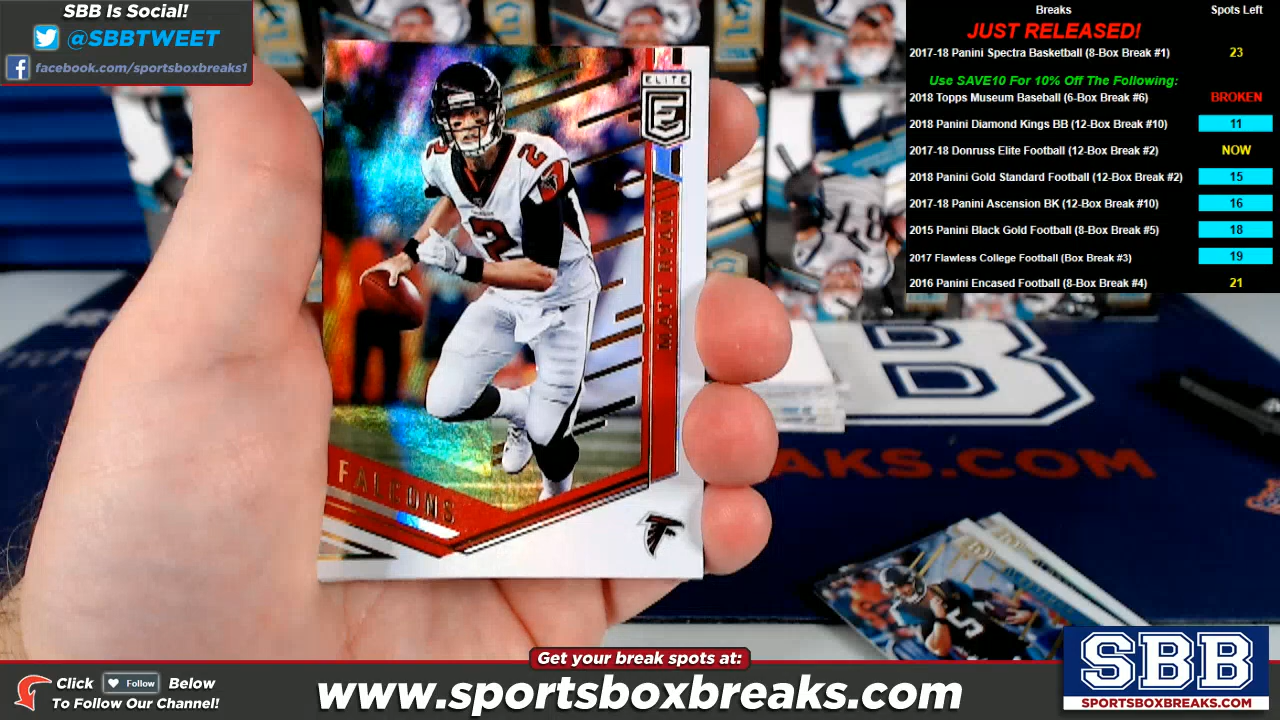 SBB Is Social!
@SBBTWEET
facebook.com/sportsboxbreaks1
Breaks Spots Left
JUST RELEASED!
2017-18 Panini Spectra Basketball (8-Box Break #1) 23
Use SAVE10 For 10% Off The Following:
2018 Topps Museum Baseball (6-Box Break #6) BROKEN
2018 Panini Diamond Kings BB (12-Box Break #10) 11
2017-18 Donruss Elite Football (12-Box Break #2) NOW
2018 Panini Gold Standard Football (12-Box Break #2) 15
2017-18 Panini Ascension BK (12-Box Break #10) 16
2015 Panini Black Gold Football (8-Box Break #5) 18
2017 Flawless College Football (Box Break #3) 19
2016 Panini Encased Football (8-Box Break #4) 21
ELITE
E
2
2
MATT RYAN
FALCONS
87
B
AKS.COM
5
Get your break spots at:
www.sportsboxbreaks.com
Click Follow Below
To Follow Our Channel!
SBB
SPORTSBOXBREAKS.COM